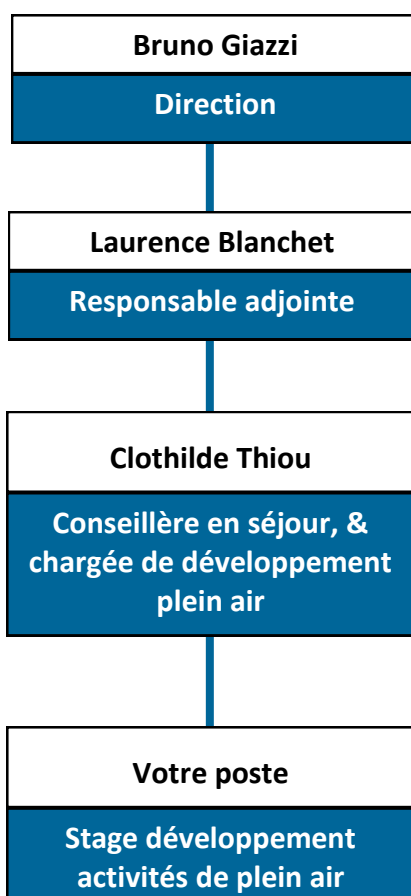 Bruno Giazzi
Direction
Laurence Blanchet
Responsable adjointe
Clothilde Thiou
Conseillère en séjour, &
chargée de développement
plein air
Votre poste
Stage développement
activités de plein air